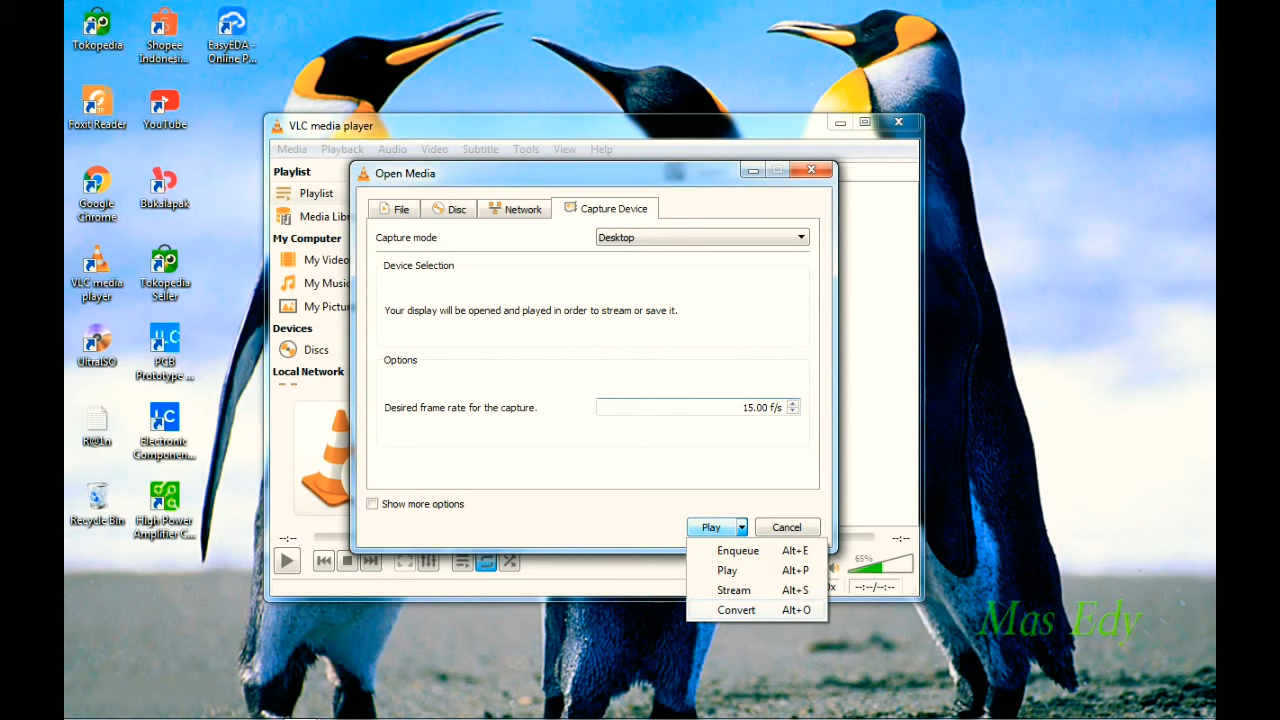 Tokopedia
Shopee
Indonesi...
EasyEDA -
Online P...
Foxit Reader
YouTube
Google
Chrome
Bukalapak
VLC media
player
Tokopedia
Seller
UltraISO
PCB
Prototype ...
R@1n
Electronic
Componen...
Recycle Bin
High Power
Amplifier C...
VLC media player
Media Playback Audio Video Subtitle Tools View Help
Playlist
Playlist
Media Libr
My Computer
My Video
My Music
My Pictur
Devices
Discs
Local Network
Open Media
File Disc Network Capture Device
Capture mode Desktop
Device Selection
Your display will be opened and played in order to stream or save it.
Options
Desired frame rate for the capture. 15.00 f/s
Show more options
Play Cancel
Enqueue Alt+E
Play Alt+P
Stream Alt+S
Convert Alt+O
--:-- --:--
65%
--:--/--:--
Mas Edy